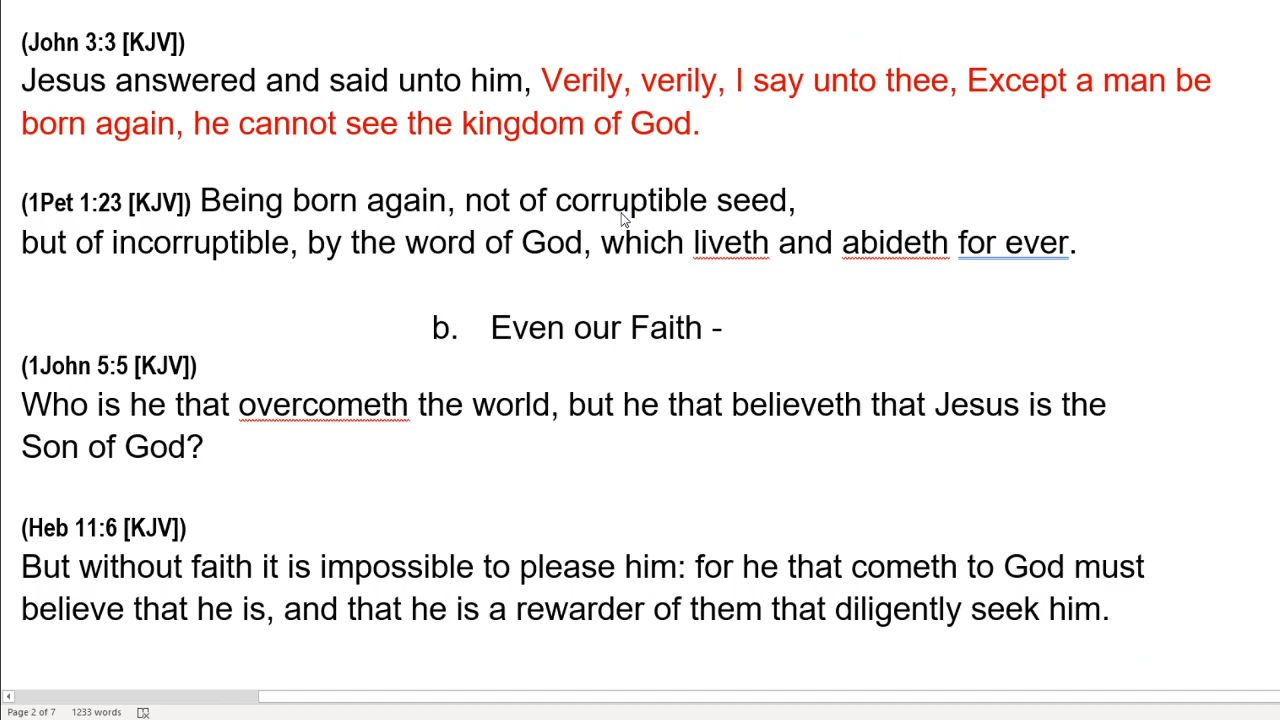 (John 3:3 [KJV])
Jesus answered and said unto him, Verily, verily, I say unto thee, Except a man be
born again, he cannot see the kingdom of God.
(1Pet 1:23 [KJV]) Being born again, not of corruptible seed,
but of incorruptible, by the word of God, which liveth and abideth for ever.
b. Even our Faith -
(1John 5:5 [KJV])
Who is he that overcometh the world, but he that believeth that Jesus is the
Son of God?
(Heb 11:6 [KJV])
But without faith it is impossible to please him: for he that cometh to God must
believe that he is, and that he is a rewarder of them that diligently seek him.
Page 2 of 7 1233 words